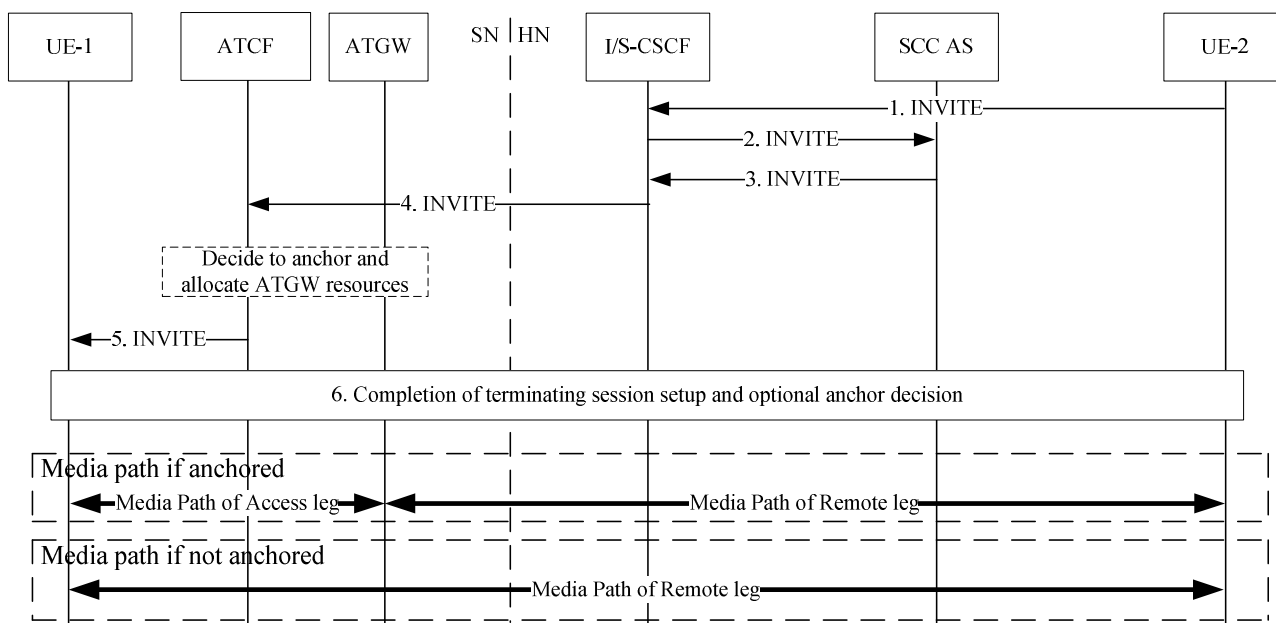 UE-1
ATCF
ATGW
SN
HN
I/S-CSCF
SCC AS
UE-2
1. INVITE
2. INVITE
3. INVITE
4. INVITE
Decide to anchor and
allocate ATGW resources
5. INVITE
6. Completion of terminating session setup and optional anchor decision
Media path if anchored
Media Path of Access leg
Media Path of Remote leg
Media path if not anchored
Media Path of Remote leg